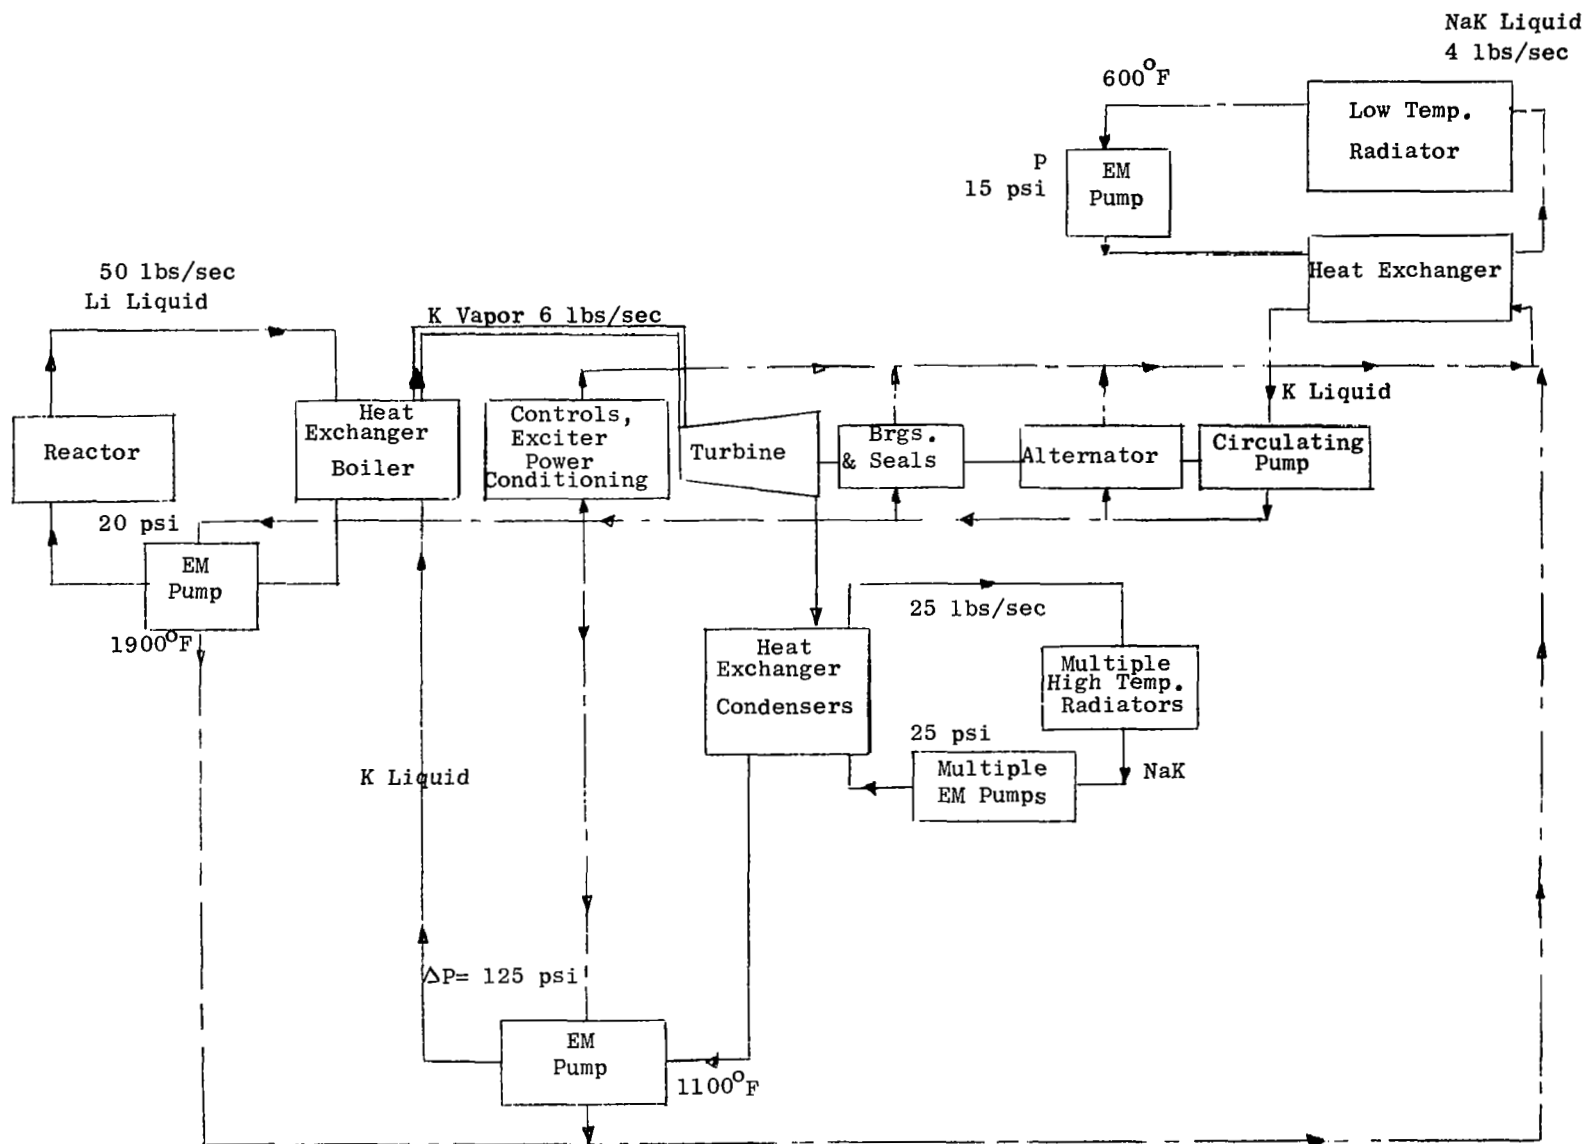 NaK Liquid
4 lbs/sec
600°F
Low Temp.
Radiator
P
15 psi
EM
Pump
Heat Exchanger
50 lbs/sec
Li Liquid
K Vapor 6 lbs/sec
K Liquid
Reactor
Heat
Exchanger
Boiler
Controls,
Exciter
Power
Conditioning
Turbine
Brgs.
& Seals
Alternator
Circulating
Pump
20 psi
EM
Pump
1900°F
25 lbs/sec
Heat
Exchanger
Condensers
Multiple
High Temp.
Radiators
25 psi
Multiple
EM Pumps
NaK
K Liquid
ΔP= 125 psi
EM
Pump
1100°F